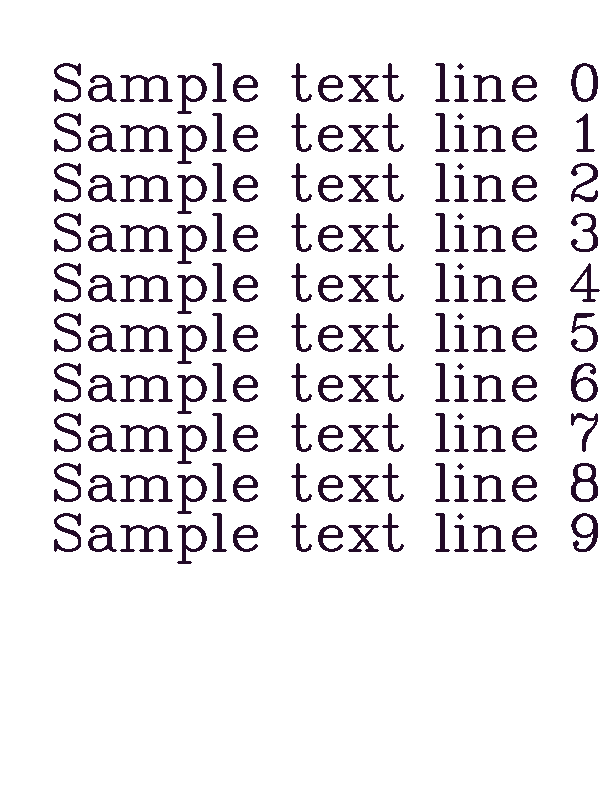 Sample text line 0
Sample text line 1
Sample text line 2
Sample text line 3
Sample text line 4
Sample text line 5
Sample text line 6
Sample text line 7
Sample text line 8
Sample text line 9